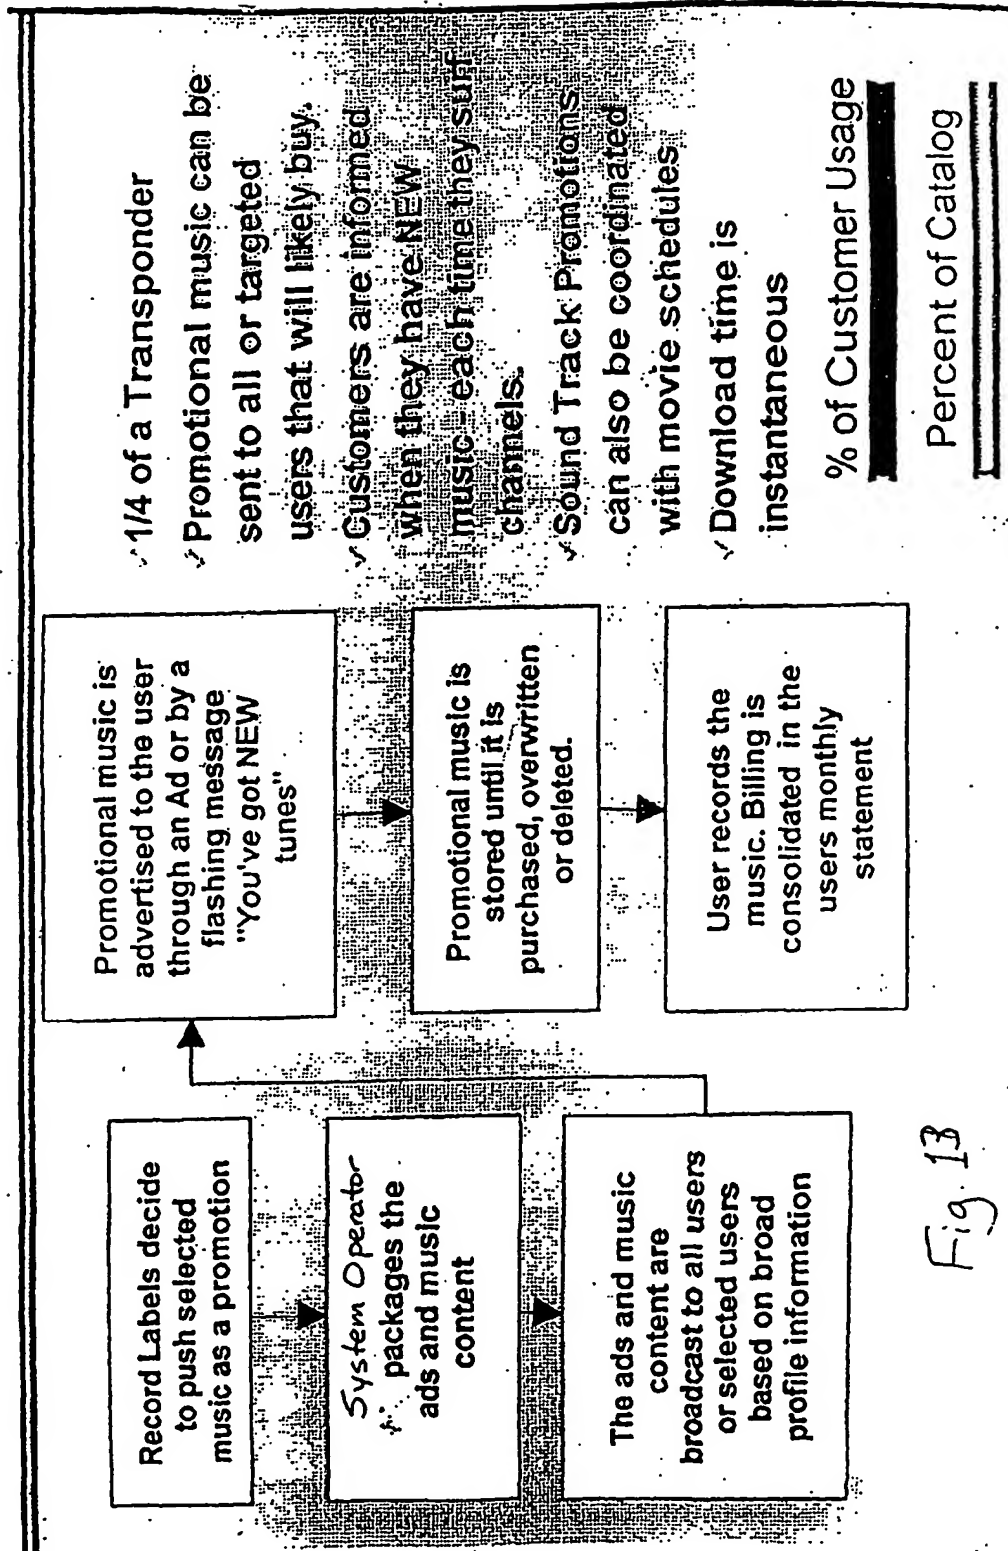 Record Labels decide
to push selected
music as a promotion
System Operator
packages the
ads and music
content
The ads and music
content are
broadcast to all users
or selected users
based on broad
profile information
Promotional music is
advertised to the user
through an Ad or by a
flashing message
"You've got NEW
tunes"
Promotional music is
stored until it is
purchased, overwritten
or deleted.
User records the
music. Billing is
consolidated in the
users monthly
statement
✓1/4 of a Transponder
✓Promotional music can be
sent to all or targeted
users that will likely buy.
✓Customers are informed
when they have NEW
music - each time they surf
channels.
✓Sound Track Promotions
can also be coordinated
with movie schedules
✓Download time is
instantaneous
% of Customer Usage
Percent of Catalog
Fig. 13